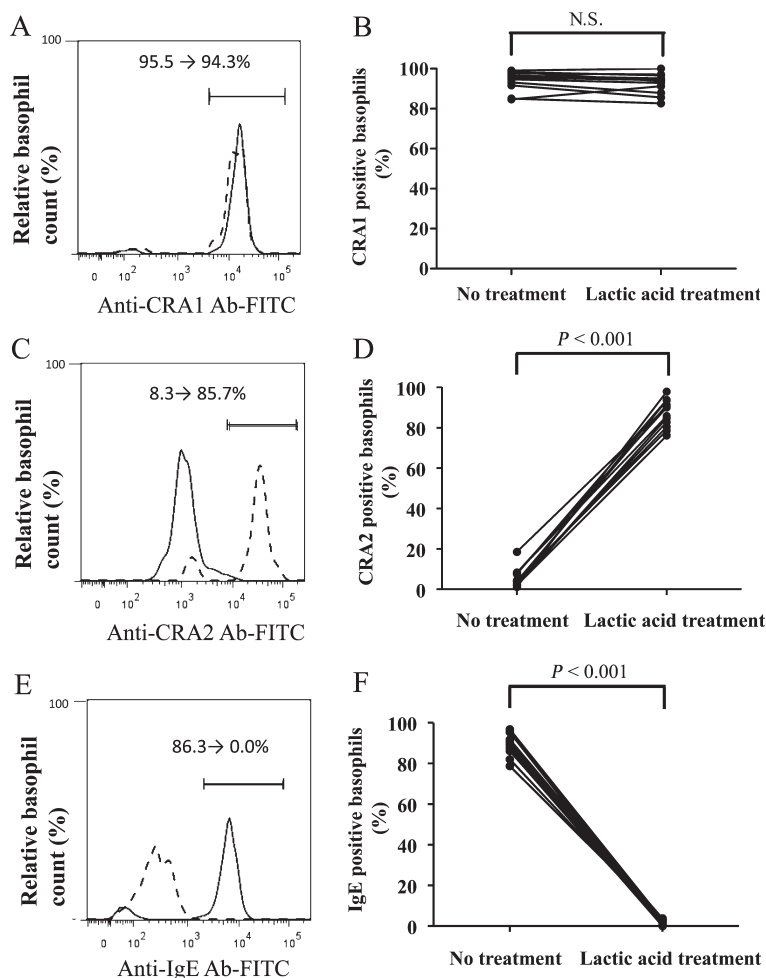 A
100
95.5 → 94.3%
Relative basophil
count (%)
0 10² 10³ 10⁴ 10⁵
Anti-CRA1 Ab-FITC
B
N.S.
CRA1 positive basophils
(%)
100
80
60
40
20
0
No treatment Lactic acid treatment
C
100
8.3→ 85.7%
Relative basophil
count (%)
0 10² 10³ 10⁴ 10⁵
Anti-CRA2 Ab-FITC
D
P < 0.001
CRA2 positive basophils
(%)
100
80
60
40
20
0
No treatment Lactic acid treatment
E
100
86.3→ 0.0%
Relative basophil
count (%)
0 10² 10³ 10⁴ 10⁵
Anti-IgE Ab-FITC
F
P < 0.001
IgE positive basophils
(%)
100
80
60
40
20
0
No treatment Lactic acid treatment